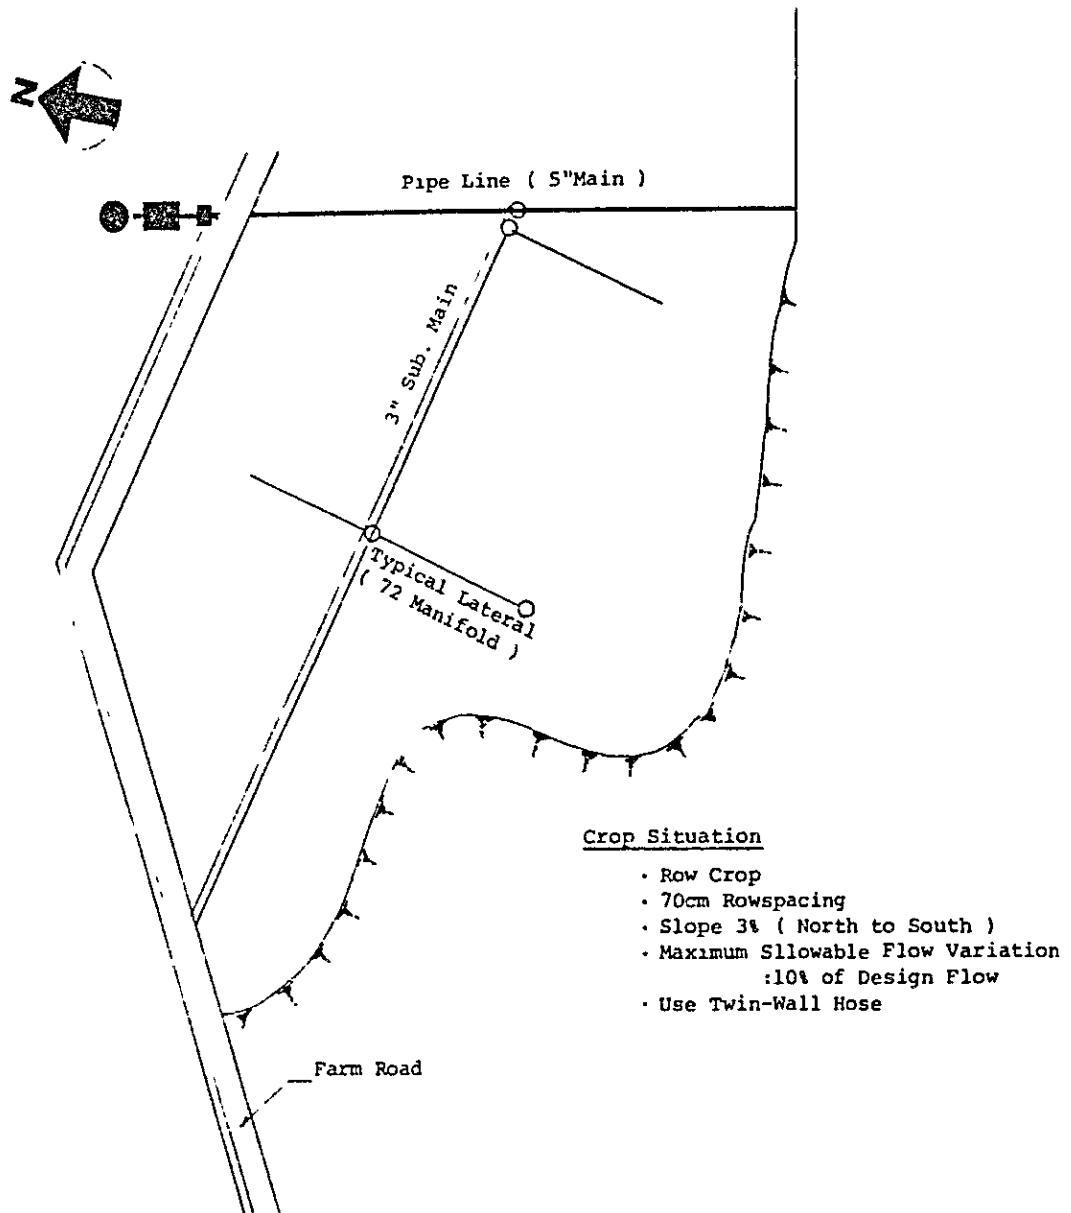 N
Pipe Line ( 5"Main )
3" Sub. Main
Typical Lateral
( 72 Manifold )
Crop Situation
· Row Crop
· 70cm Rowspacing
· Slope 3% ( North to South )
· Maximum Sllowable Flow Variation
:10% of Design Flow
· Use Twin-Wall Hose
Farm Road